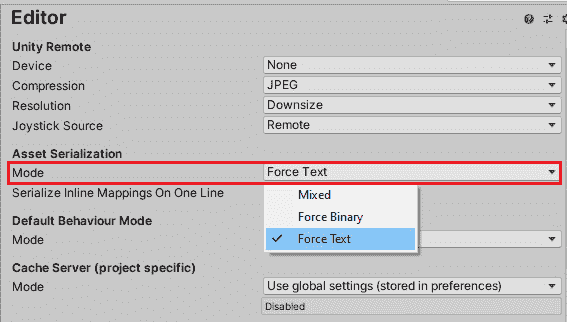 Editor
Unity Remote
Device None
Compression JPEG
Resolution Downsize
Joystick Source Remote
Asset Serialization
Mode Force Text
Serialize Inline Mappings On One Line
Mixed
Force Binary
Force Text
Default Behaviour Mode
Mode
Cache Server (project specific)
Mode Use global settings (stored in preferences)
Disabled